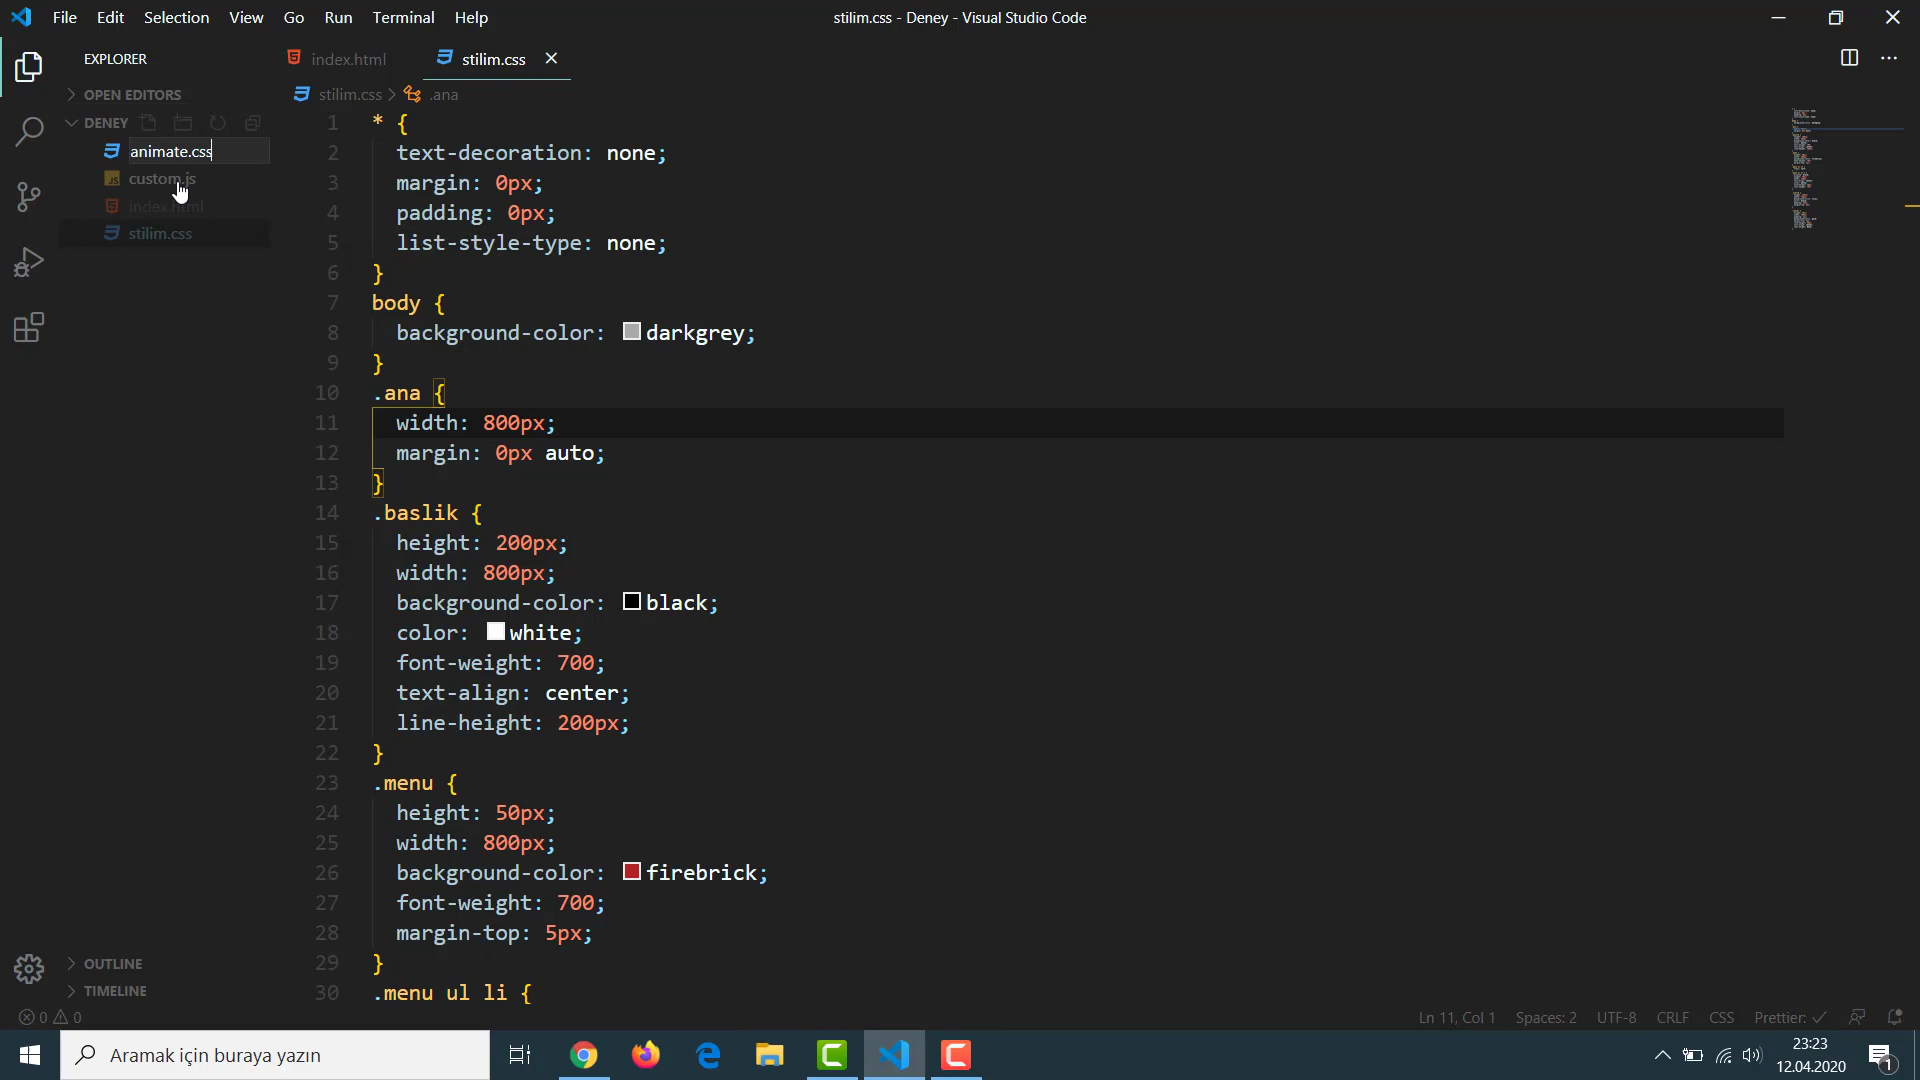 File Edit Selection View Go Run Terminal Help
stilim.css - Deney - Visual Studio Code
EXPLORER
index.html
stilim.css
OPEN EDITORS
stilim.css > .ana
DENEY
animate.css
custom.js
index.html
stilim.css
1 * {
2 text-decoration: none;
3 margin: 0px;
4 padding: 0px;
5 list-style-type: none;
6 }
7 body {
8 background-color: darkgrey;
9 }
10 .ana {
11 width: 800px;
12 margin: 0px auto;
13 }
14 .baslik {
15 height: 200px;
16 width: 800px;
17 background-color: black;
18 color: white;
19 font-weight: 700;
20 text-align: center;
21 line-height: 200px;
22 }
23 .menu {
24 height: 50px;
25 width: 800px;
26 background-color: firebrick;
27 font-weight: 700;
28 margin-top: 5px;
29 }
30 .menu ul li {
OUTLINE
TIMELINE
0 0
Ln 11, Col 1 Spaces: 2 UTF-8 CRLF CSS Prettier: ✓
Aramak için buraya yazın
23:23
12.04.2020
1